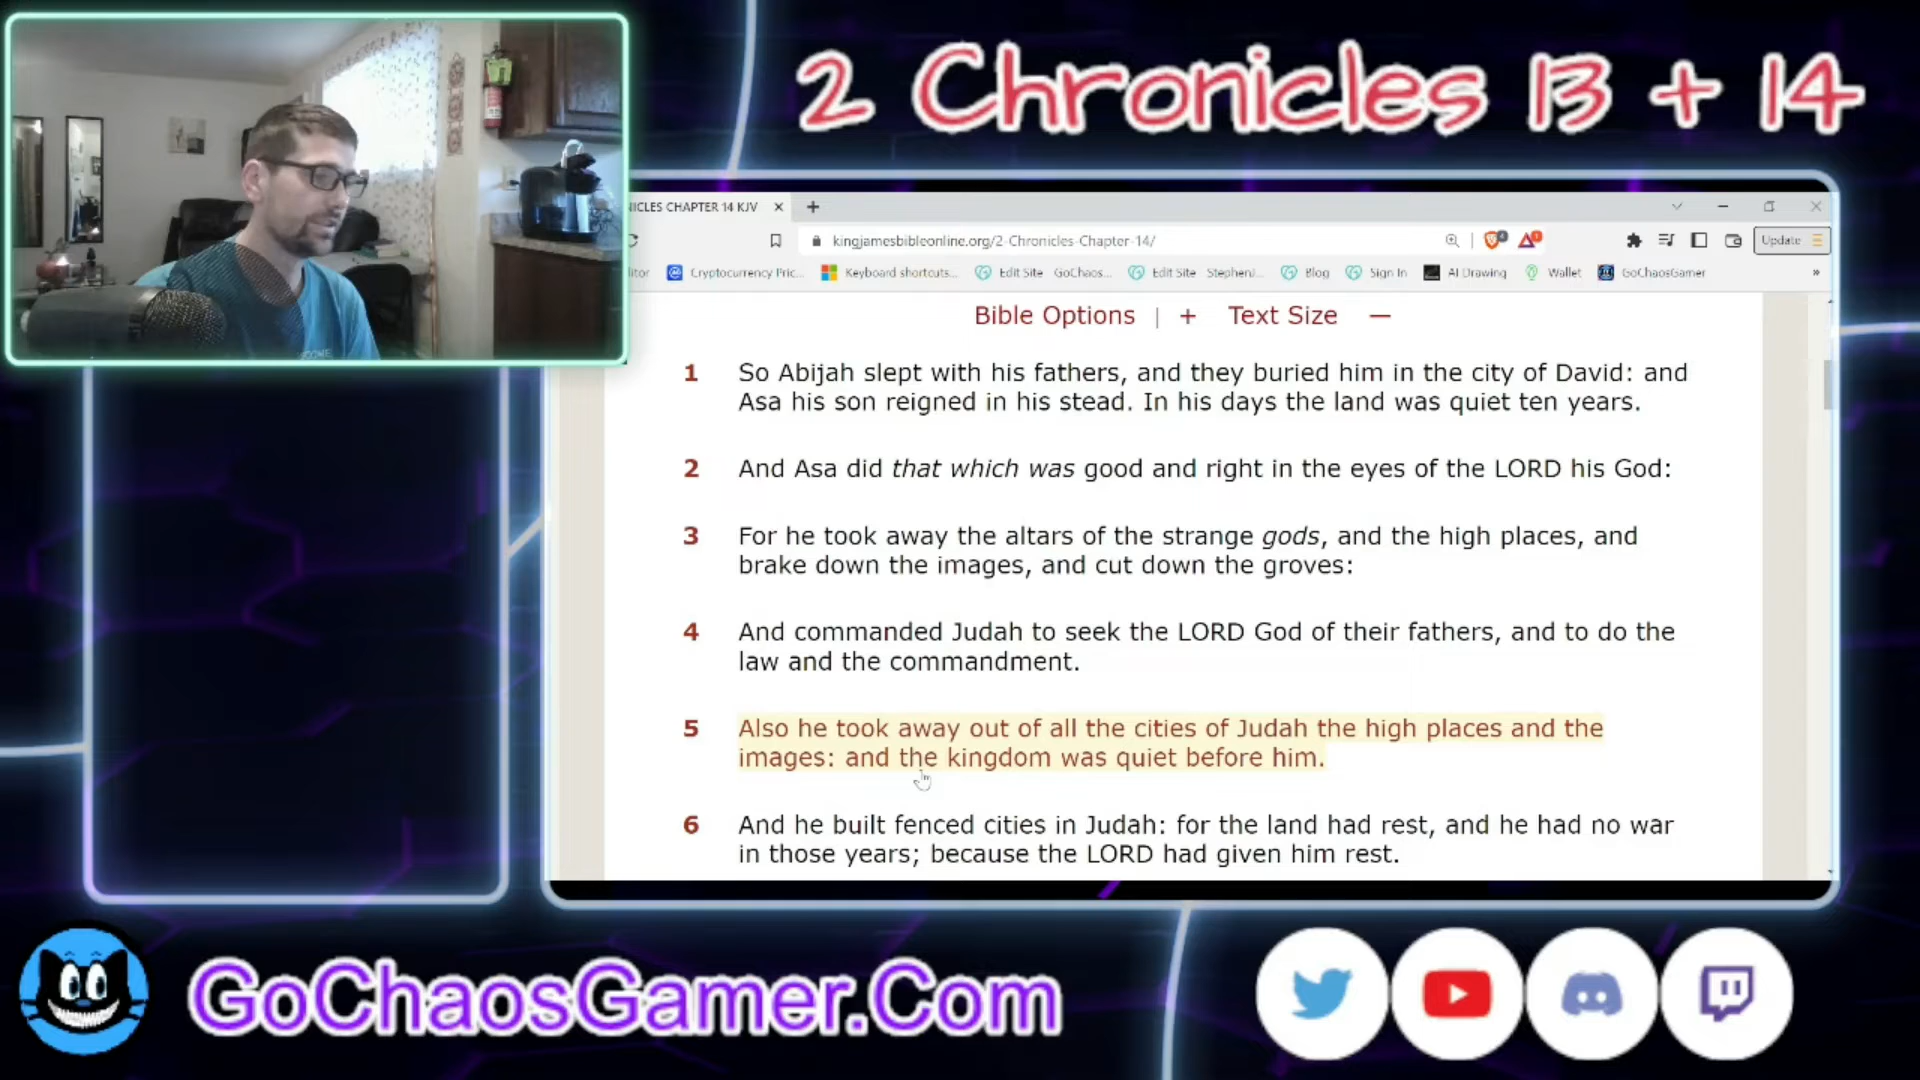 2 Chronicles 13 + 14
ICLES CHAPTER 14 KJV
kingjamesbibleonline.org/2-Chronicles-Chapter-14/
Update
itor
Cryptocurrency Pric...
Keyboard shortcuts...
Edit Site GoChaos...
Edit Site StephenJ...
Blog
Sign In
AI Drawing
Wallet
GoChaosGamer
»
Bible Options | + Text Size —
1 So Abijah slept with his fathers, and they buried him in the city of David: and
Asa his son reigned in his stead. In his days the land was quiet ten years.
2 And Asa did that which was good and right in the eyes of the LORD his God:
3 For he took away the altars of the strange gods, and the high places, and
brake down the images, and cut down the groves:
4 And commanded Judah to seek the LORD God of their fathers, and to do the
law and the commandment.
5 Also he took away out of all the cities of Judah the high places and the
images: and the kingdom was quiet before him.
6 And he built fenced cities in Judah: for the land had rest, and he had no war
in those years; because the LORD had given him rest.
GoChaosGamer.Com